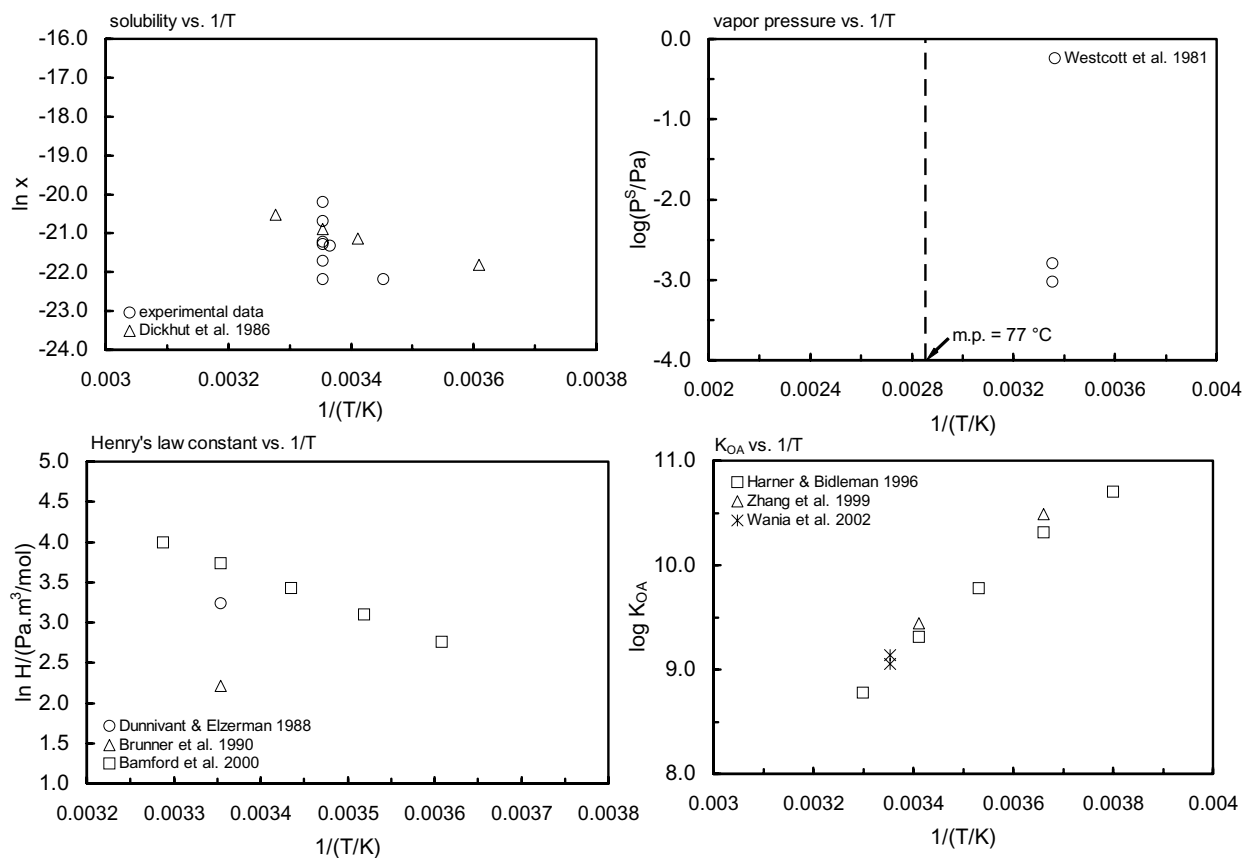 solubility vs. 1/T
-16.0
-17.0
-18.0
-19.0
-20.0
-21.0
-22.0
-23.0
-24.0
ln x
experimental data
Dickhut et al. 1986
0.003
0.0032
0.0034
0.0036
0.0038
1/(T/K)
vapor pressure vs. 1/T
0.0
-1.0
-2.0
-3.0
-4.0
log(P^S/Pa)
Westcott et al. 1981
m.p. = 77 °C
0.002
0.0024
0.0028
0.0032
0.0036
0.004
1/(T/K)
Henry's law constant vs. 1/T
5.0
4.5
4.0
3.5
3.0
2.5
2.0
1.5
1.0
ln H/(Pa.m³/mol)
Dunnivant & Elzerman 1988
Brunner et al. 1990
Bamford et al. 2000
0.0032
0.0033
0.0034
0.0035
0.0036
0.0037
0.0038
1/(T/K)
K_OA vs. 1/T
11.0
10.0
9.0
8.0
log K_OA
Harner & Bidleman 1996
Zhang et al. 1999
Wania et al. 2002
0.003
0.0032
0.0034
0.0036
0.0038
0.004
1/(T/K)